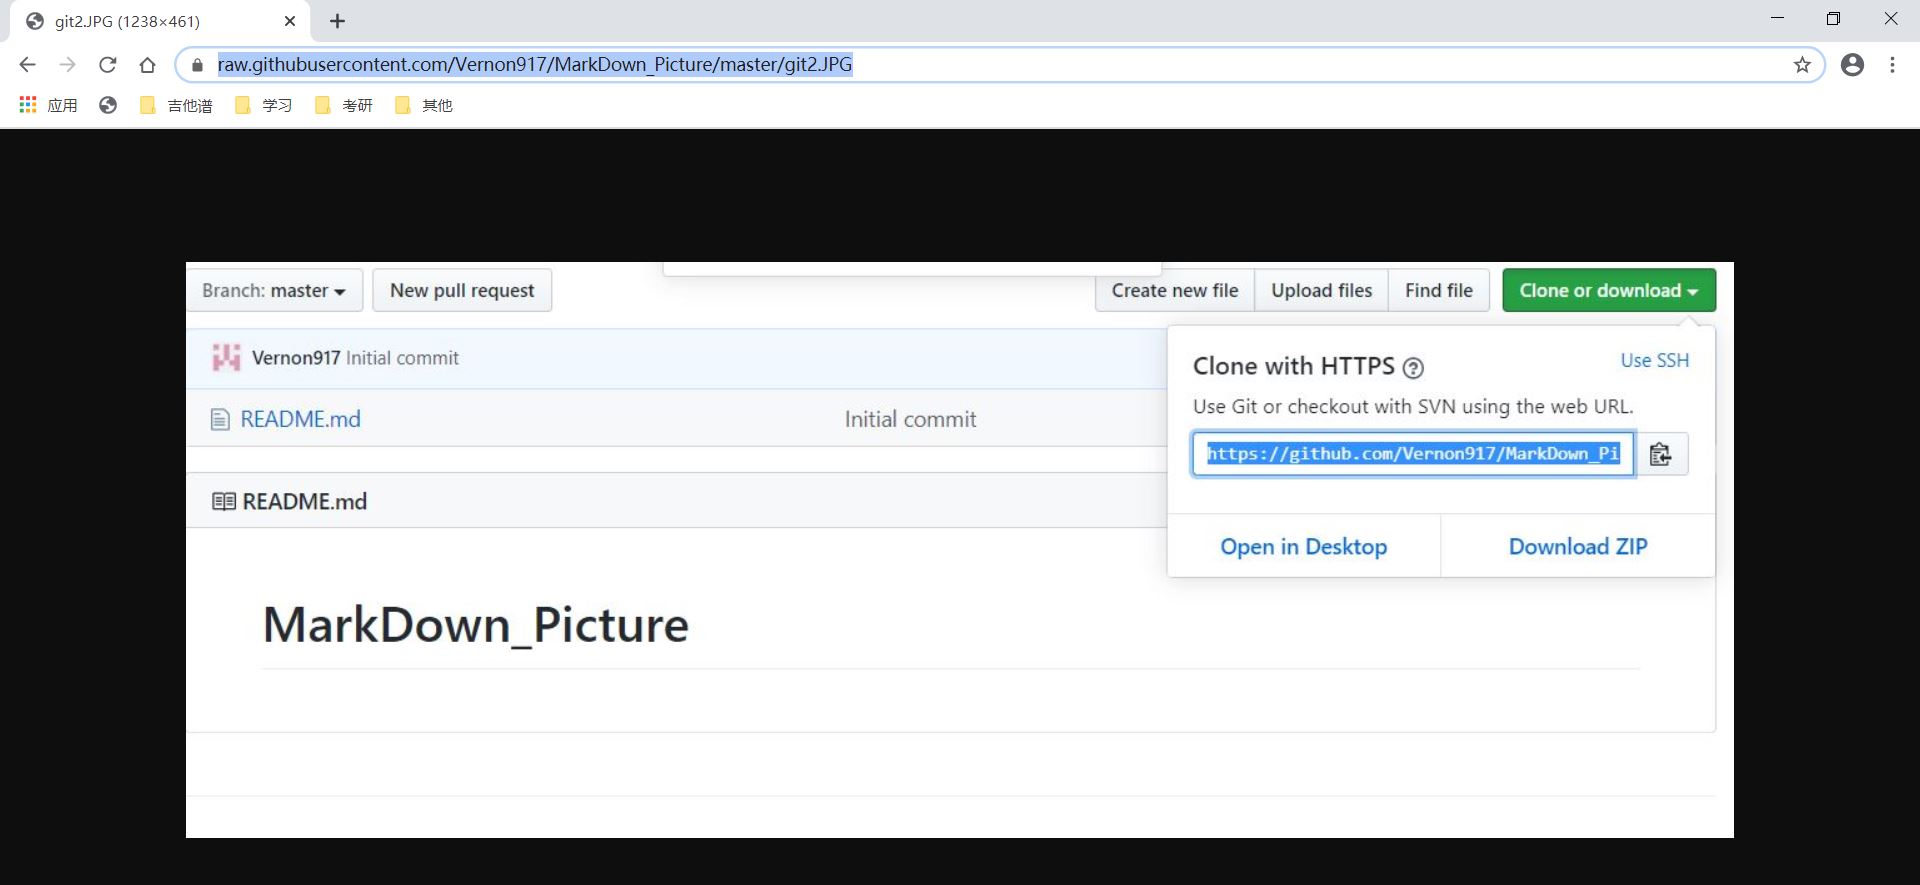 git2.JPG (1238×461)
raw.githubusercontent.com/Vernon917/MarkDown_Picture/master/git2.JPG
应用 吉他谱 学习 考研 其他
Branch: master New pull request Create new file Upload files Find file Clone or download
Vernon917 Initial commit
Clone with HTTPS Use SSH
README.md Initial commit
Use Git or checkout with SVN using the web URL.
https://github.com/Vernon917/MarkDown_Pi
README.md
Open in Desktop Download ZIP
MarkDown_Picture